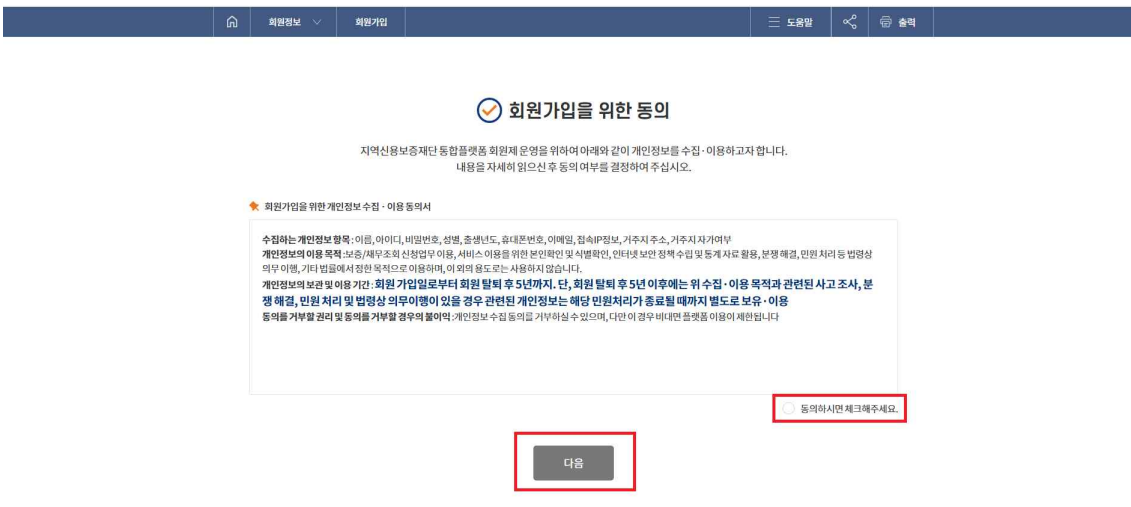 회원정보 회원가입 도움말 출력
회원가입을 위한 동의
지역신용보증재단 통합플랫폼 회원제 운영을 위하여 아래와 같이 개인정보를 수집·이용하고자 합니다.
내용을 자세히 읽으신 후 동의 여부를 결정하여 주십시오.
회원가입을 위한 개인정보 수집·이용 동의서
수집하는 개인정보 항목 : 이름, 아이디, 비밀번호, 성별, 출생년도, 휴대폰번호, 이메일, 접속IP정보, 거주지 주소, 거주지 자가여부
개인정보의 이용 목적 : 보증/재무조회 신청업무 이용, 서비스 이용을 위한 본인확인 및 식별확인, 인터넷 보안 정책 수립 및 통계 자료 활용, 분쟁 해결, 민원 처리 등 법령상
의무 이행, 기타 법률에서 정한 목적으로 이용하며, 이 외의 용도로는 사용하지 않습니다.
개인정보의 보관 및 이용 기간 : 회원 가입일로부터 회원 탈퇴 후 5년까지. 단, 회원 탈퇴 후 5년 이후에는 위 수집·이용 목적과 관련된 사고 조사, 분
쟁 해결, 민원 처리 및 법령상 의무이행이 있을 경우 관련된 개인정보는 해당 민원처리가 종료될 때까지 별도로 보유·이용
동의를 거부할 권리 및 동의를 거부할 경우의 불이익 : 개인정보 수집 동의를 거부하실 수 있으며, 다만 이 경우 비대면 플랫폼 이용이 제한됩니다
동의하시면 체크해주세요.
다음